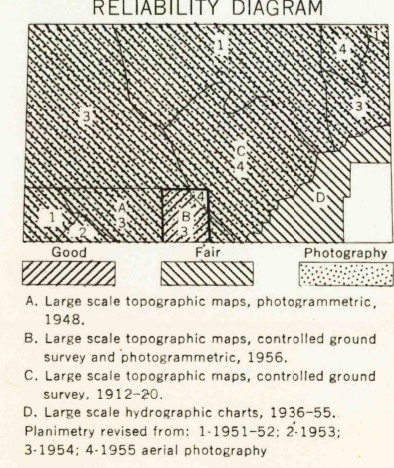 RELIABILITY DIAGRAM
1
4
1
3
3
C
4
D
1
2
A
3
4
B
3
Good Fair Photography
A. Large scale topographic maps, photogrammetric,
1948.
B. Large scale topographic maps, controlled ground
survey and photogrammetric, 1956.
C. Large scale topographic maps, controlled ground
survey, 1912-20.
D. Large scale hydrographic charts, 1936-55.
Planimetry revised from: 1-1951-52; 2-1953;
3-1954; 4-1955 aerial photography